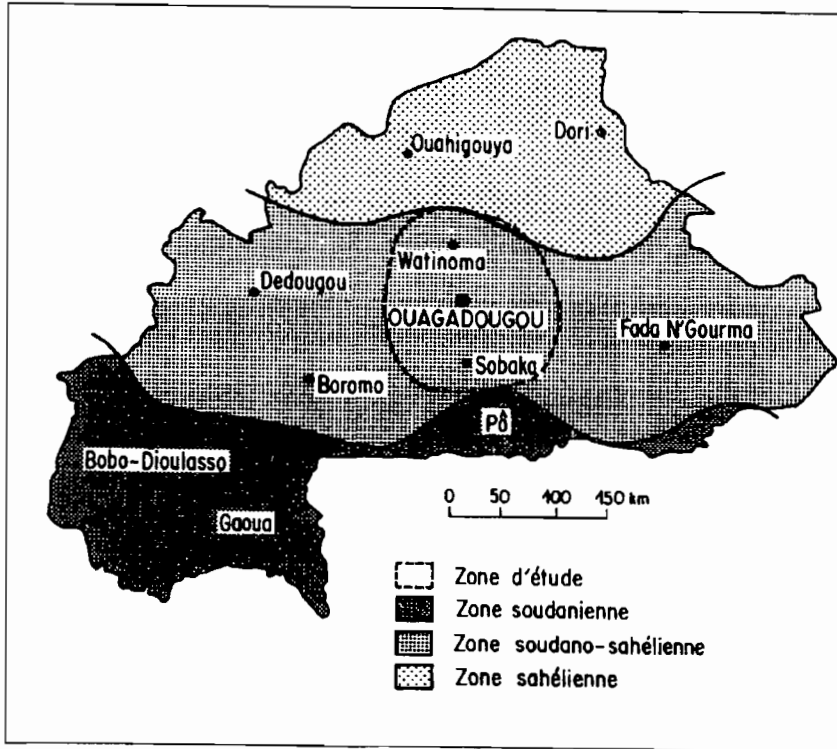 Dori
Ouahigouya
Watinoma
Dedougou
OUAGADOUGOU
Fada N'Gourma
Sobaka
Boromo
Pô
Bobo-Dioulasso
Gaoua
0 50 100 150 km
Zone d'étude
Zone soudanienne
Zone soudano-sahélienne
Zone sahélienne